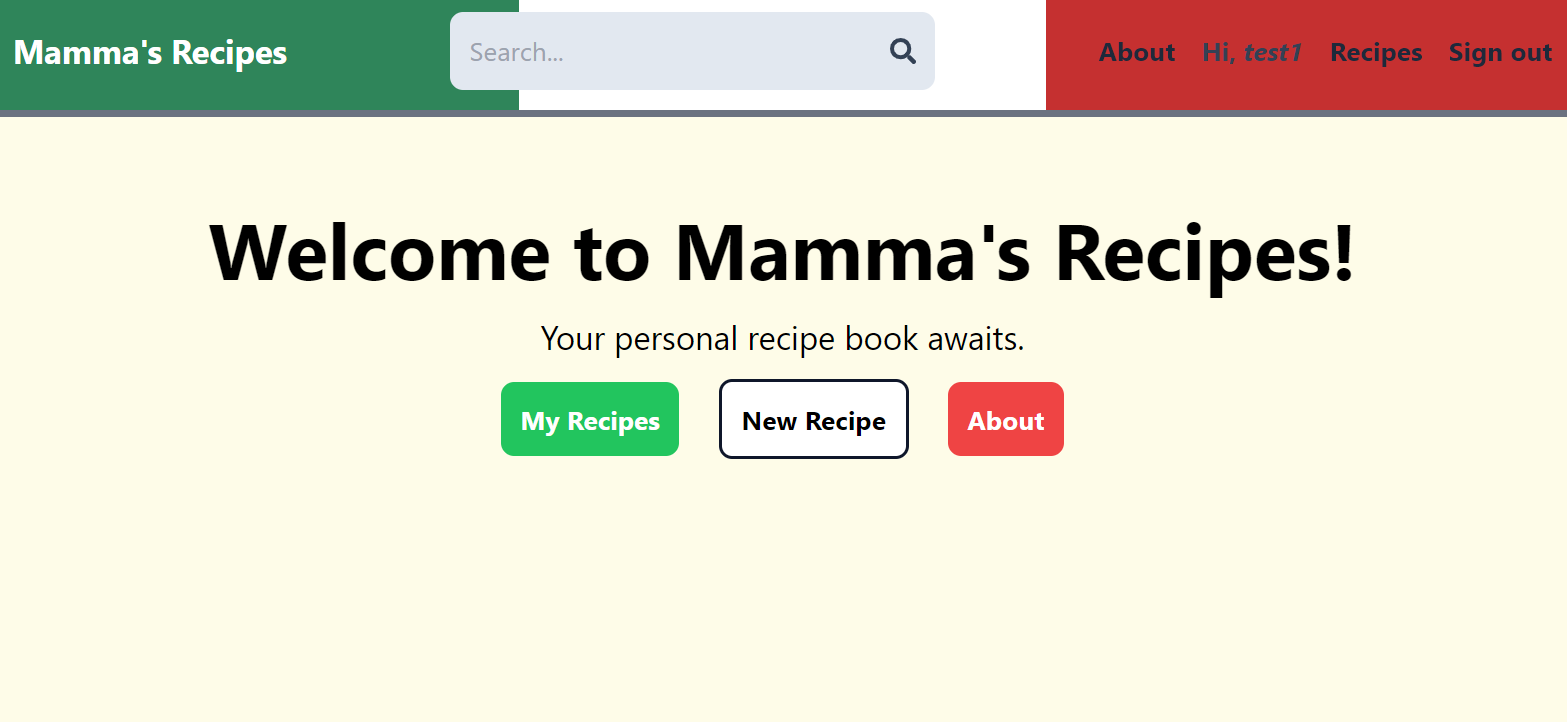 Mamma's Recipes
Search...
About Hi, test1 Recipes Sign out
Welcome to Mamma's Recipes!
Your personal recipe book awaits.
My Recipes New Recipe About